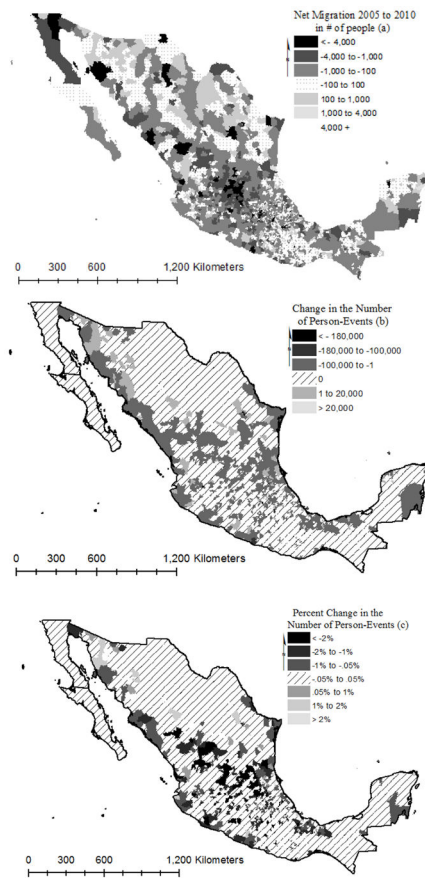 Net Migration 2005 to 2010
in # of people (a)
< - 4,000
-4,000 to -1,000
-1,000 to -100
-100 to 100
100 to 1,000
1,000 to 4,000
4,000 +
0 300 600 1,200 Kilometers
Change in the Number
of Person-Events (b)
< - 180,000
-180,000 to -100,000
-100,000 to -1
0
1 to 20,000
> 20,000
0 300 600 1,200 Kilometers
Percent Change in the
Number of Person-Events (c)
< -2%
-2% to -1%
-1% to -.05%
-.05% to .05%
.05% to 1%
1% to 2%
> 2%
0 300 600 1,200 Kilometers